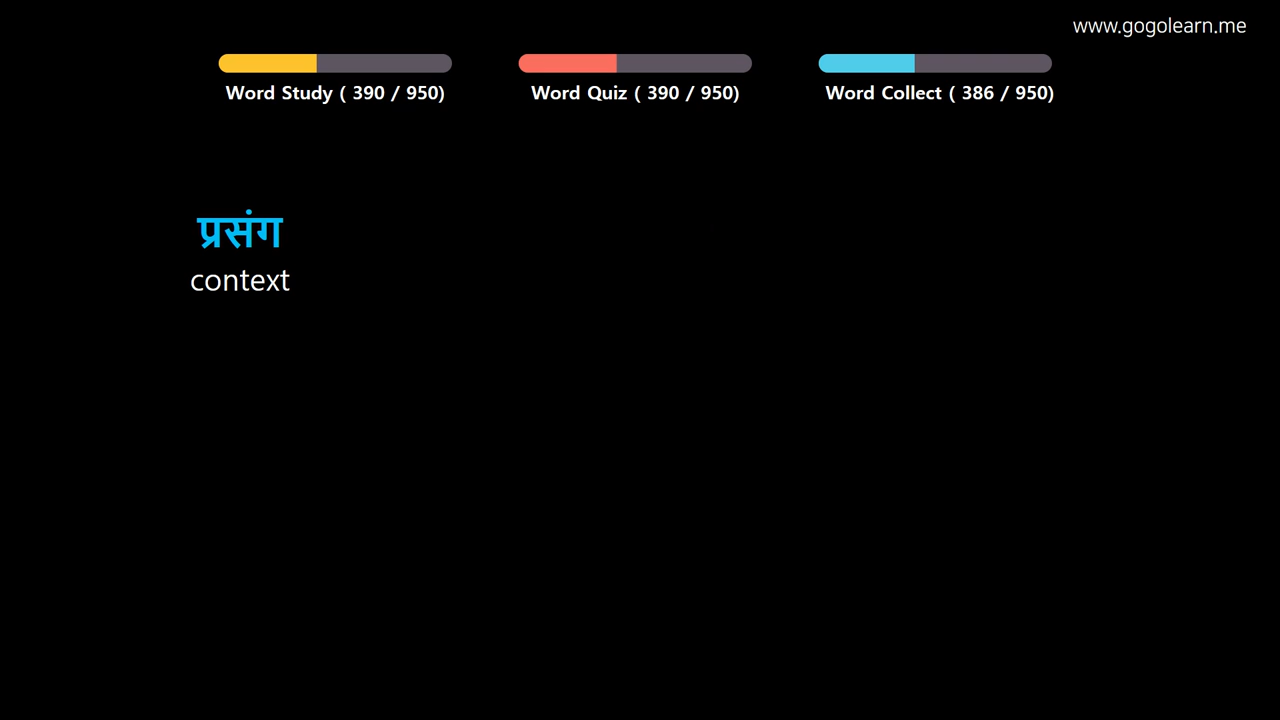 www.gogolearn.me
Word Study ( 390 / 950)
Word Quiz ( 390 / 950)
Word Collect ( 386 / 950)
प्रसंग
context